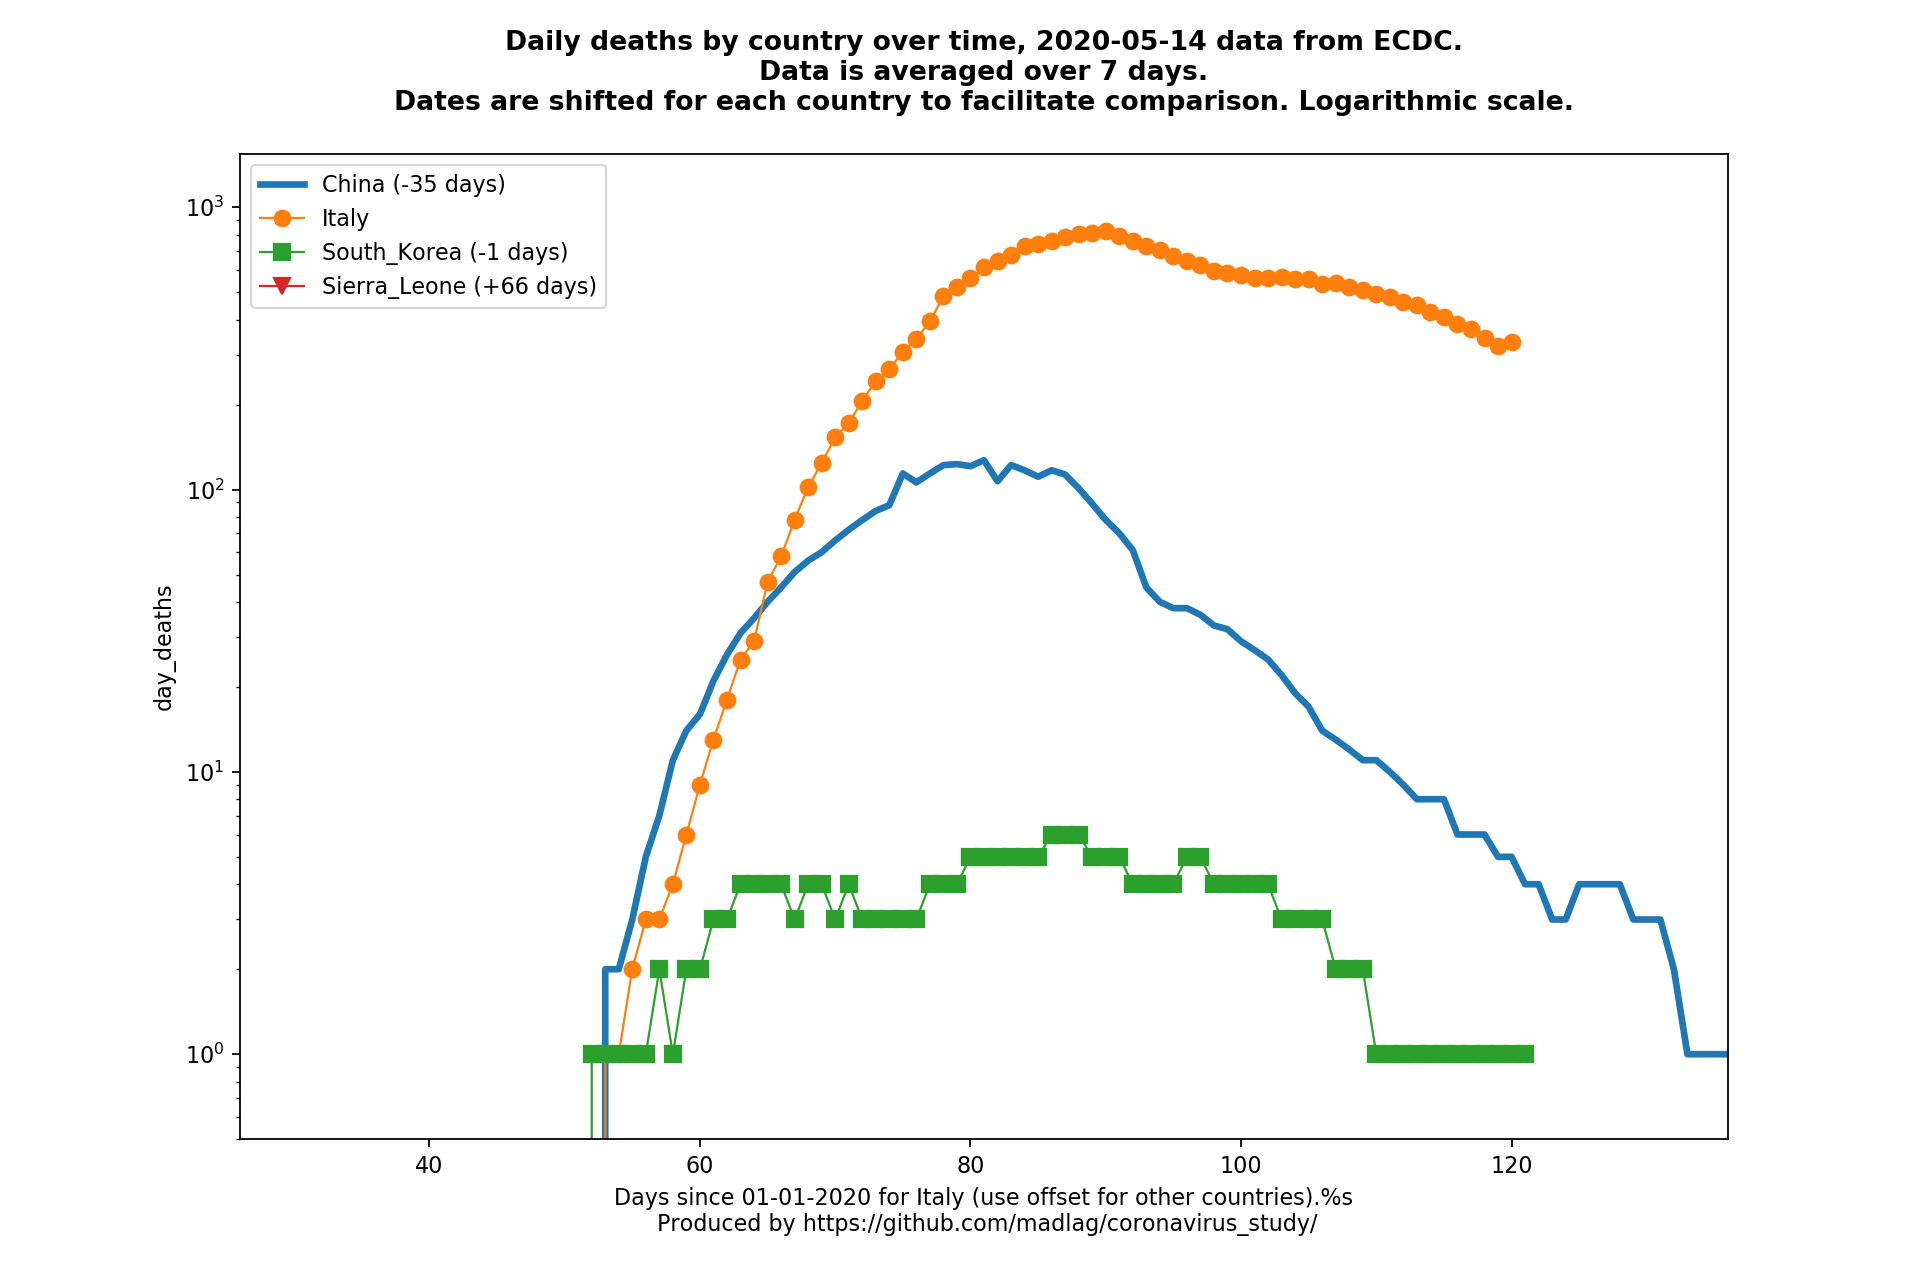 Daily deaths by country over time, 2020-05-14 data from ECDC.
Data is averaged over 7 days.
Dates are shifted for each country to facilitate comparison. Logarithmic scale.
China (-35 days)
Italy
South_Korea (-1 days)
Sierra_Leone (+66 days)
10³
10²
10¹
10⁰
day_deaths
40 60 80 100 120
Days since 01-01-2020 for Italy (use offset for other countries).%s
Produced by https://github.com/madlag/coronavirus_study/